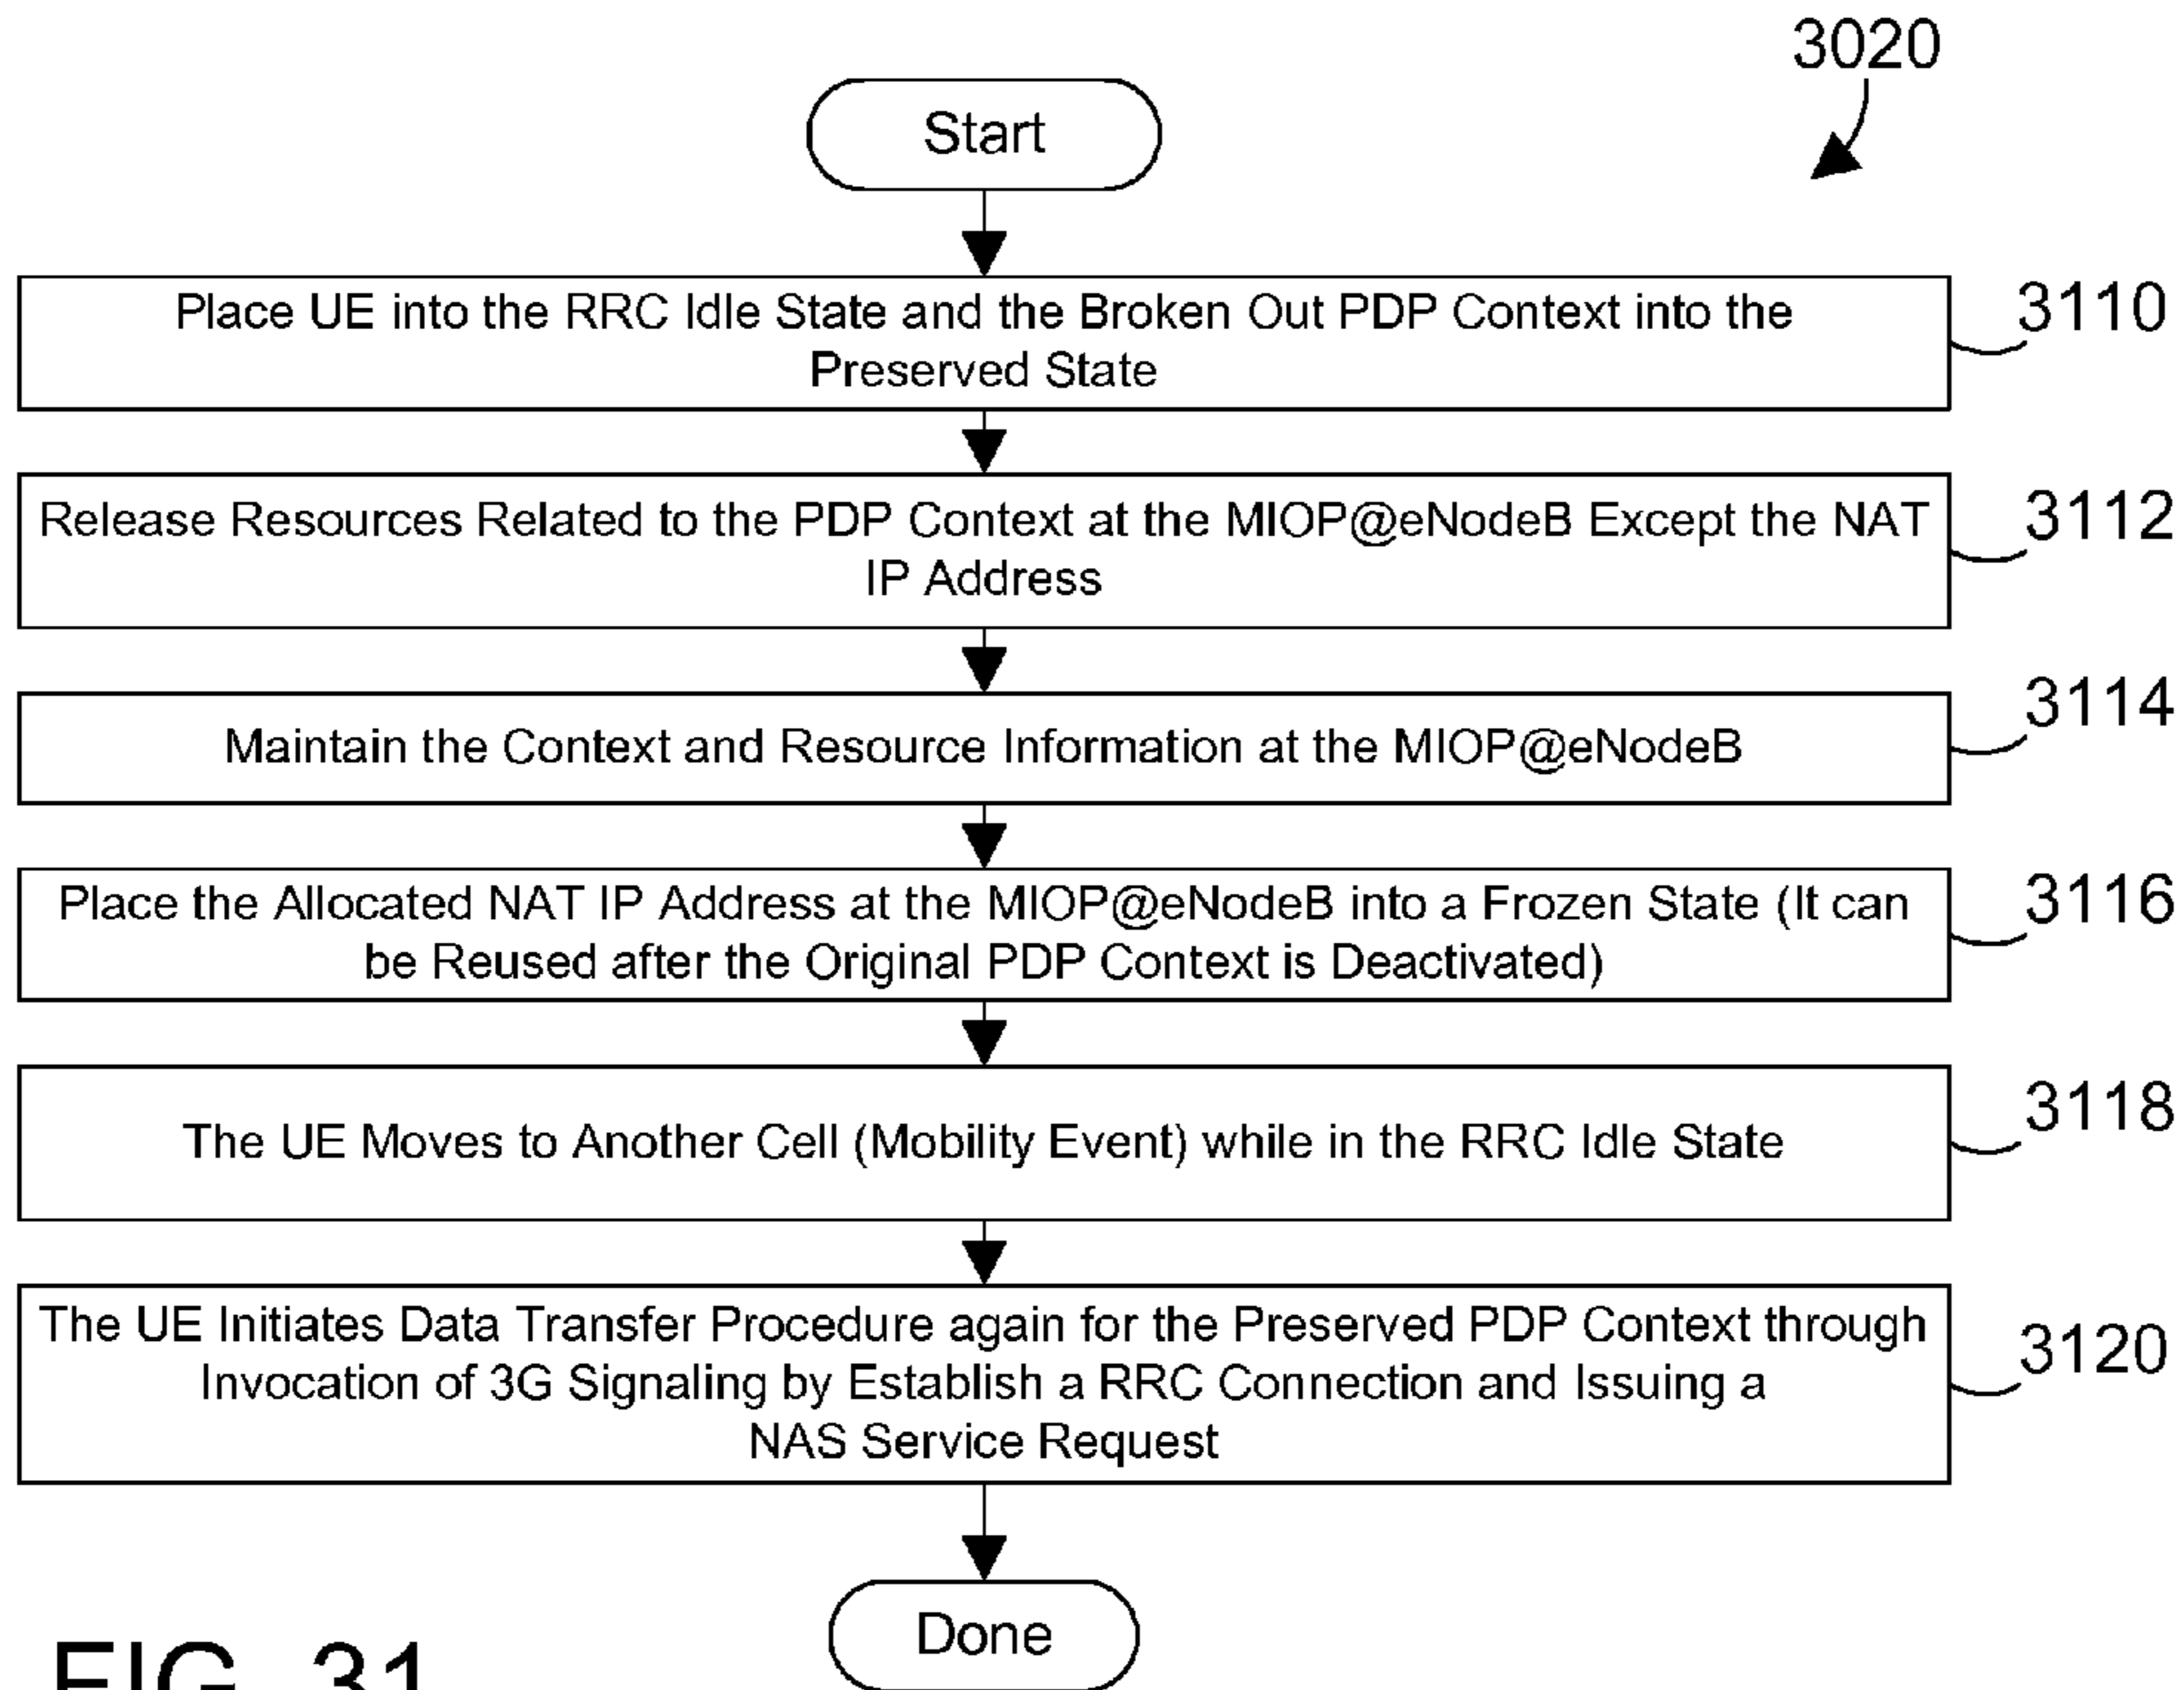 3020
Start
Place UE into the RRC Idle State and the Broken Out PDP Context into the
Preserved State
3110
Release Resources Related to the PDP Context at the MIOP@eNodeB Except the NAT
IP Address
3112
Maintain the Context and Resource Information at the MIOP@eNodeB
3114
Place the Allocated NAT IP Address at the MIOP@eNodeB into a Frozen State (It can
be Reused after the Original PDP Context is Deactivated)
3116
The UE Moves to Another Cell (Mobility Event) while in the RRC Idle State
3118
The UE Initiates Data Transfer Procedure again for the Preserved PDP Context through
Invocation of 3G Signaling by Establish a RRC Connection and Issuing a
NAS Service Request
3120
Done
FIG. 31